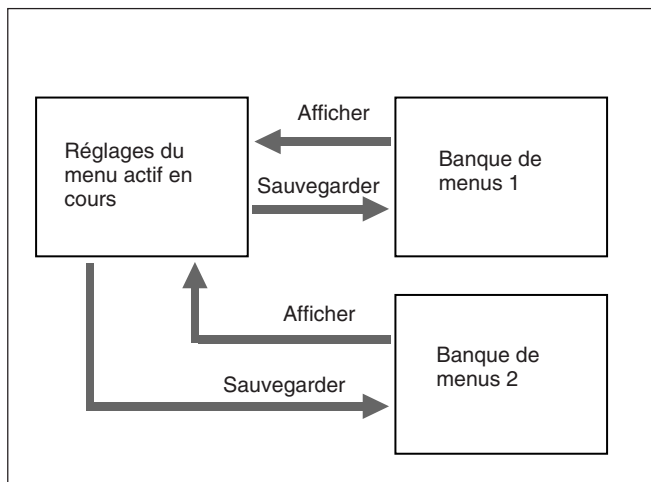 Afficher
Réglages du
menu actif en
cours
Banque de
menus 1
Sauvegarder
Afficher
Banque de
menus 2
Sauvegarder